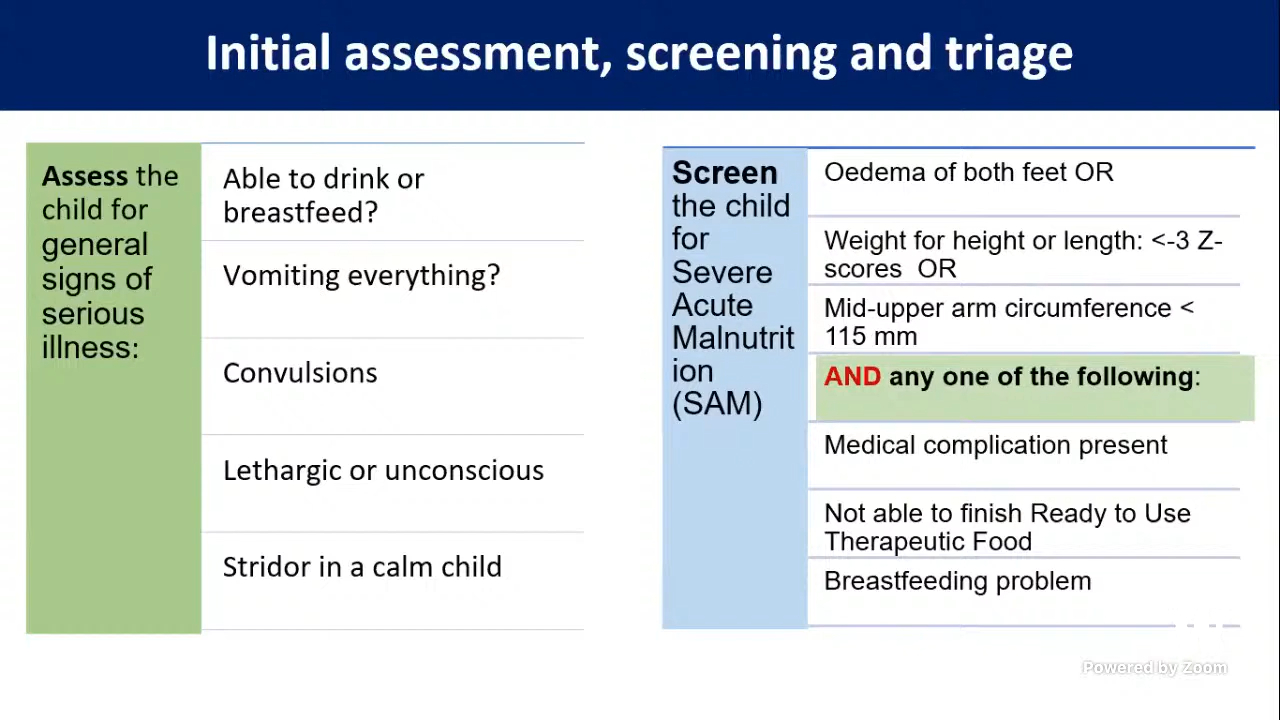 Initial assessment, screening and triage
Assess the
child for
general
signs of
serious
illness:
Able to drink or
breastfeed?
Vomiting everything?
Convulsions
Lethargic or unconscious
Stridor in a calm child
Screen
the child
for
Severe
Acute
Malnutrit
ion
(SAM)
Oedema of both feet OR
Weight for height or length: <-3 Z-
scores  OR
Mid-upper arm circumference <
115 mm
AND any one of the following:
Medical complication present
Not able to finish Ready to Use
Therapeutic Food
Breastfeeding problem
Powered by Zoom